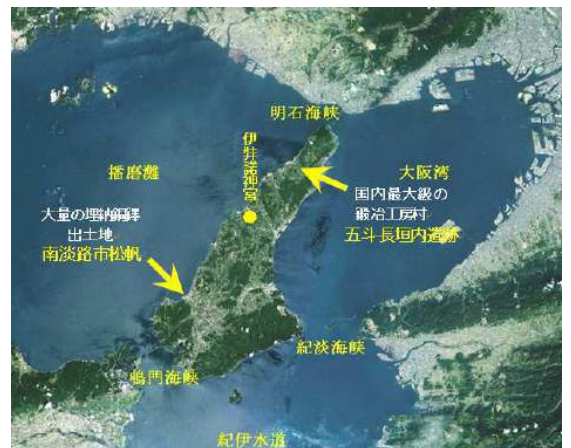 明石海峡
伊弉諾神宮
播磨灘
大阪湾
国内最大級の
鍛冶工房村
五斗長垣内遺跡
大量の埋納銅鐸
出土地
南淡路市松帆
紀淡海峡
鳴門海峡
紀伊水道